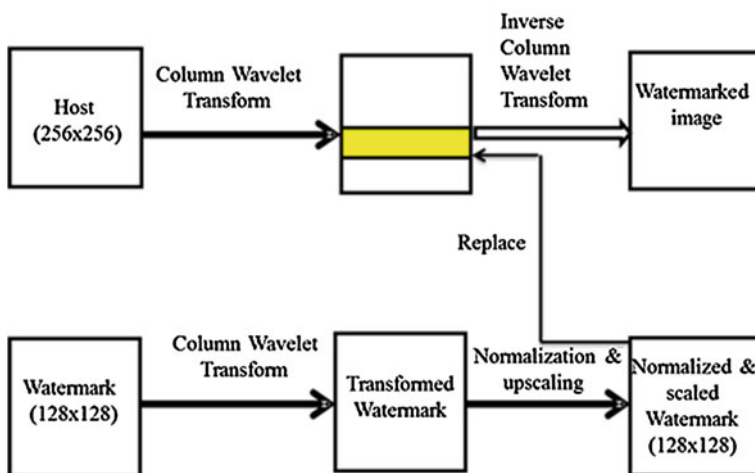 Host
(256x256)
Column Wavelet
Transform
Inverse
Column
Wavelet
Transform
Watermarked
image
Replace
Watermark
(128x128)
Column Wavelet
Transform
Transformed
Watermark
Normalization &
upscaling
Normalized &
scaled
Watermark
(128x128)